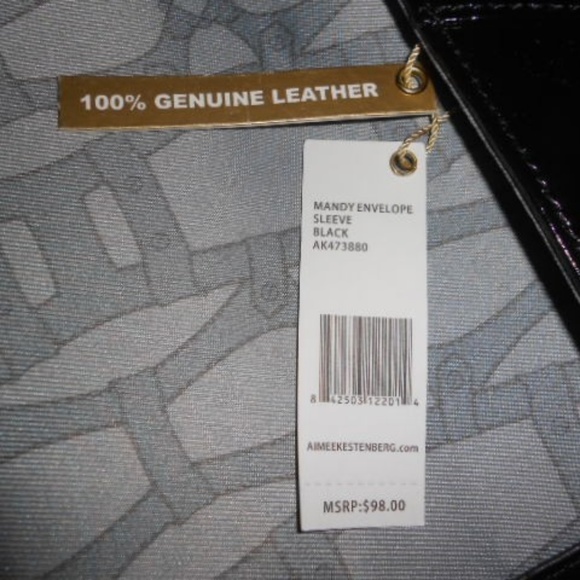 100% GENUINE LEATHER
MANDY ENVELOPE
SLEEVE
BLACK
AK473880
8 42503 12201 4
AIMEEKESTENBERG.com
MSRP:$98.00